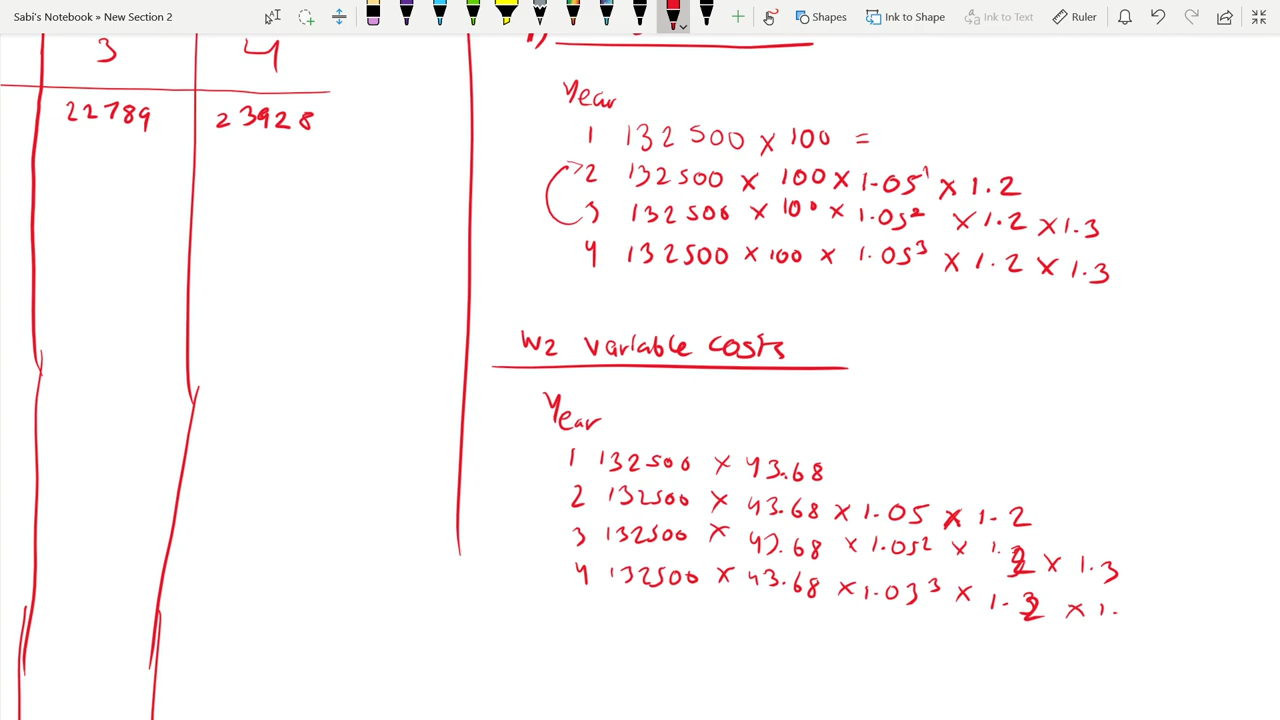 Sabi's Notebook » New Section 2
Shapes
Ink to Shape
Ink to Text
Ruler
3 4
22789 23928
1)
Year
1 132 500 x 100 =
2 132500 x 100 x 1.05¹ x 1.2
3 132500 x 100 x 1.05² x 1.2 x 1.3
4 132500 x 100 x 1.05³ x 1.2 x 1.3
W2 variable costs
Year
1 132500 x 43.68
2 132500 x 43.68 x 1.05 x 1.2
3 132500 x 43.68 x 1.05² x 1.2 x 1.3
4 132500 x 43.68 x 1.03³ x 1.2 x 1.